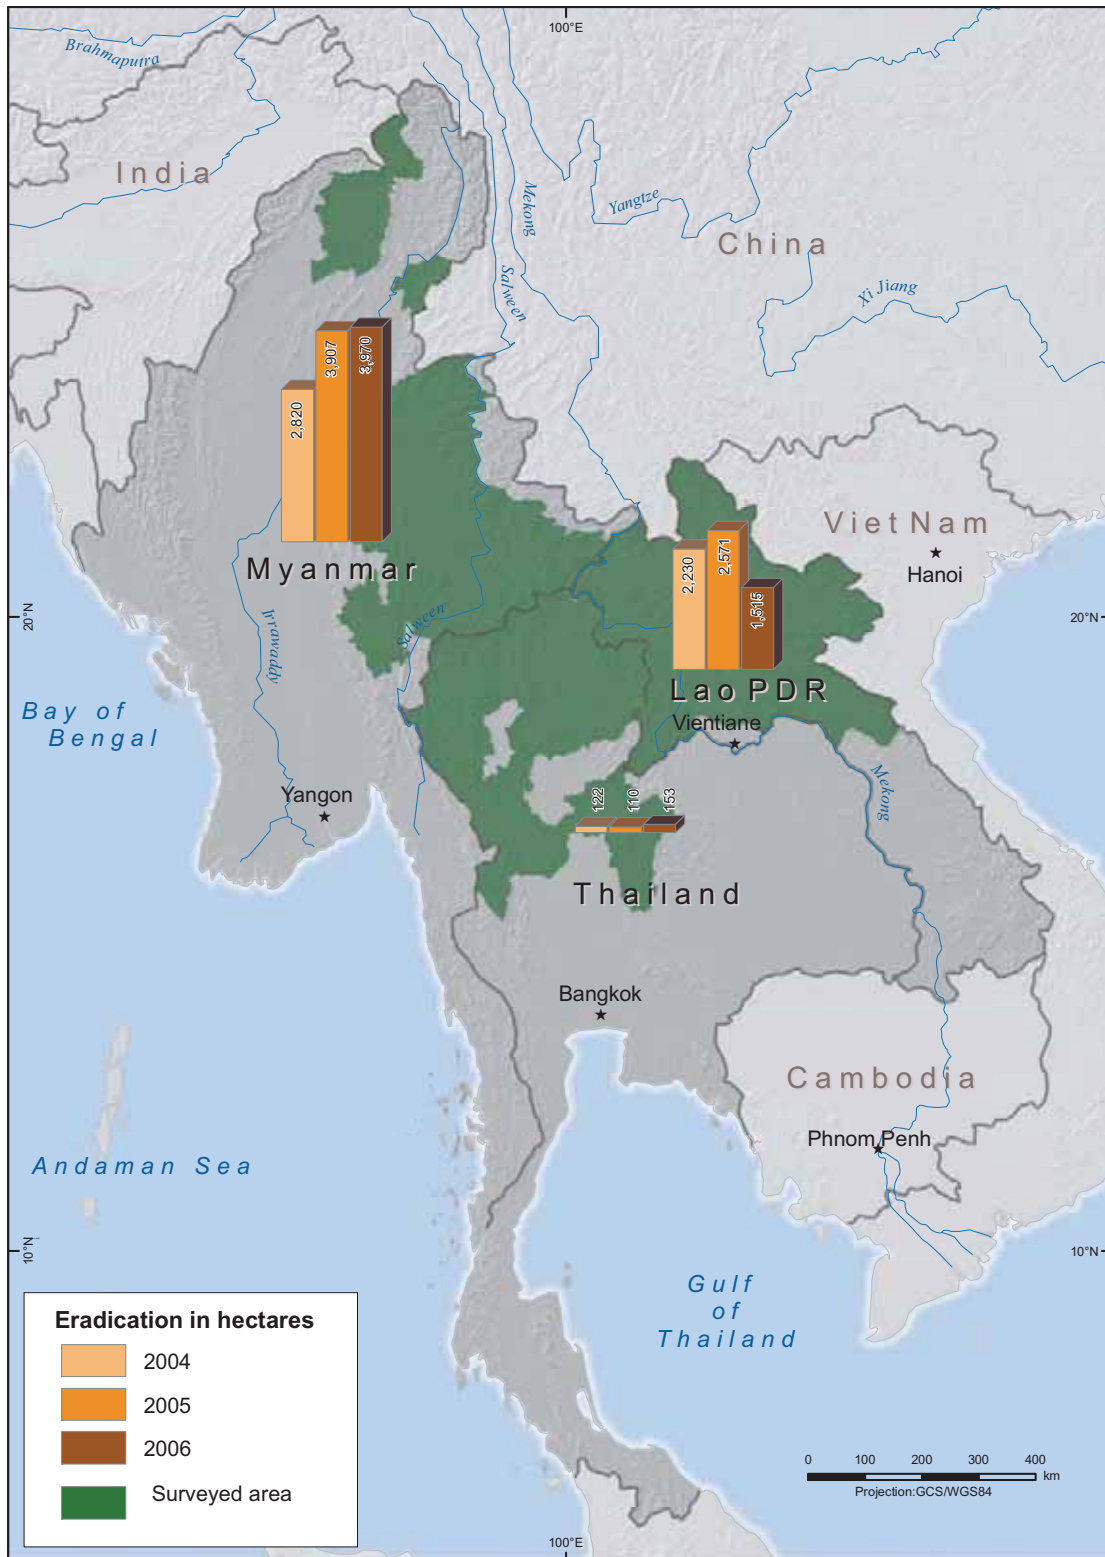 100°E
Brahmaputra
India
Mekong
Yangtze
China
Salween
Xi Jiang
2,820
3,907
3,970
Viet Nam
Hanoi
2,230
2,571
1,515
Myanmar
20°N
20°N
Irrawaddy
Salween
Lao PDR
Vientiane
Bay of
Bengal
Mekong
Yangon
122
110
153
Thailand
Bangkok
Cambodia
Phnom Penh
Andaman Sea
10°N
10°N
Gulf
of
Thailand
Eradication in hectares
2004
2005
2006
Surveyed area
0 100 200 300 400
km
Projection:GCS/WGS84
100°E